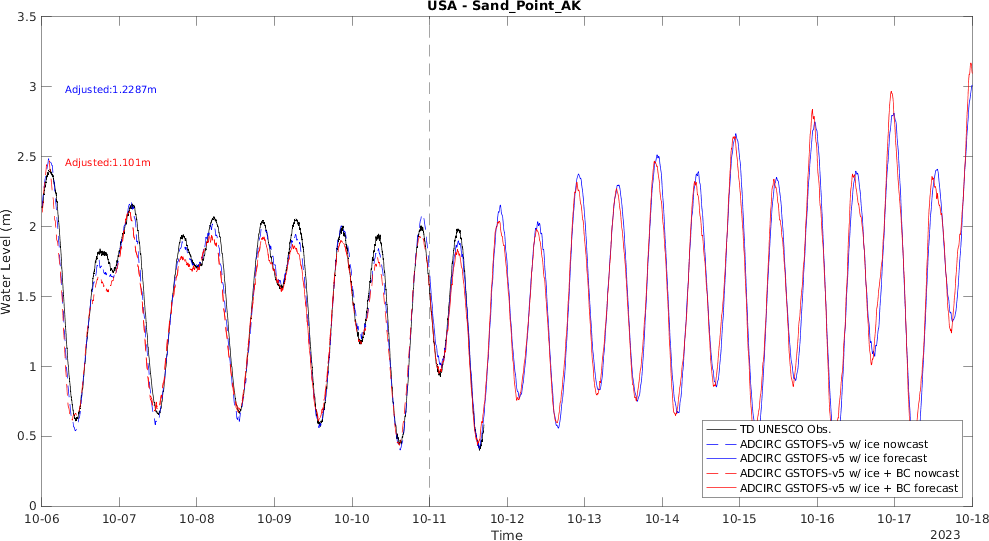 USA - Sand_Point_AK
3.5
3
2.5
2
1.5
1
0.5
0
Water Level (m)
Adjusted:1.2287m
Adjusted:1.101m
TD UNESCO Obs.
ADCIRC GSTOFS-v5 w/ ice nowcast
ADCIRC GSTOFS-v5 w/ ice forecast
ADCIRC GSTOFS-v5 w/ ice + BC nowcast
ADCIRC GSTOFS-v5 w/ ice + BC forecast
10-06 10-07 10-08 10-09 10-10 10-11 10-12 10-13 10-14 10-15 10-16 10-17 10-18
Time
2023